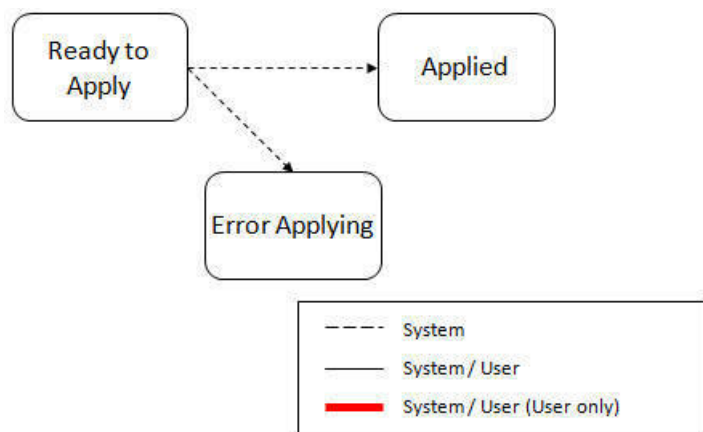 Ready to
Apply
Applied
Error Applying
System
System / User
System / User (User only)